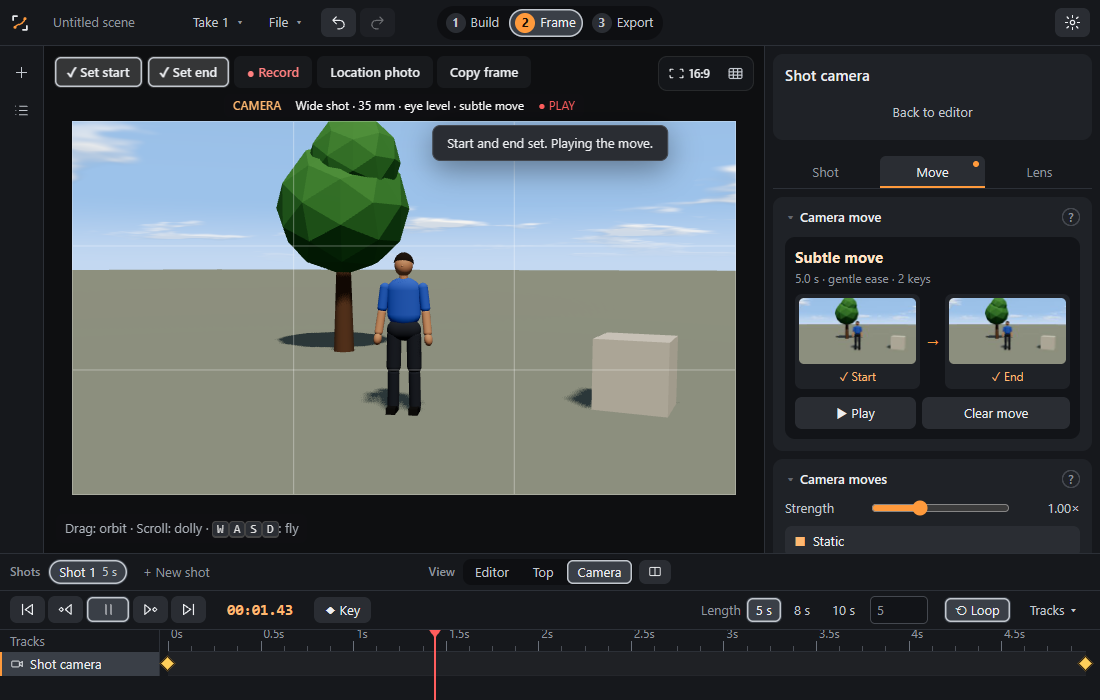 Untitled scene Take 1 File 1 Build 2 Frame 3 Export
✓ Set start ✓ Set end ● Record Location photo Copy frame 16:9
CAMERA Wide shot · 35 mm · eye level · subtle move ● PLAY
Start and end set. Playing the move.
Drag: orbit · Scroll: dolly · W A S D: fly
Shot camera
Back to editor
Shot Move Lens
Camera move ?
Subtle move
5.0 s · gentle ease · 2 keys
→
✓ Start ✓ End
▶ Play Clear move
Camera moves ?
Strength 1.00×
Static
Shots Shot 1 5 s + New shot View Editor Top Camera
00:01.43 ◆ Key Length 5 s 8 s 10 s 5 Loop Tracks
Tracks 0s 0.5s 1s 1.5s 2s 2.5s 3s 3.5s 4s 4.5s
Shot camera